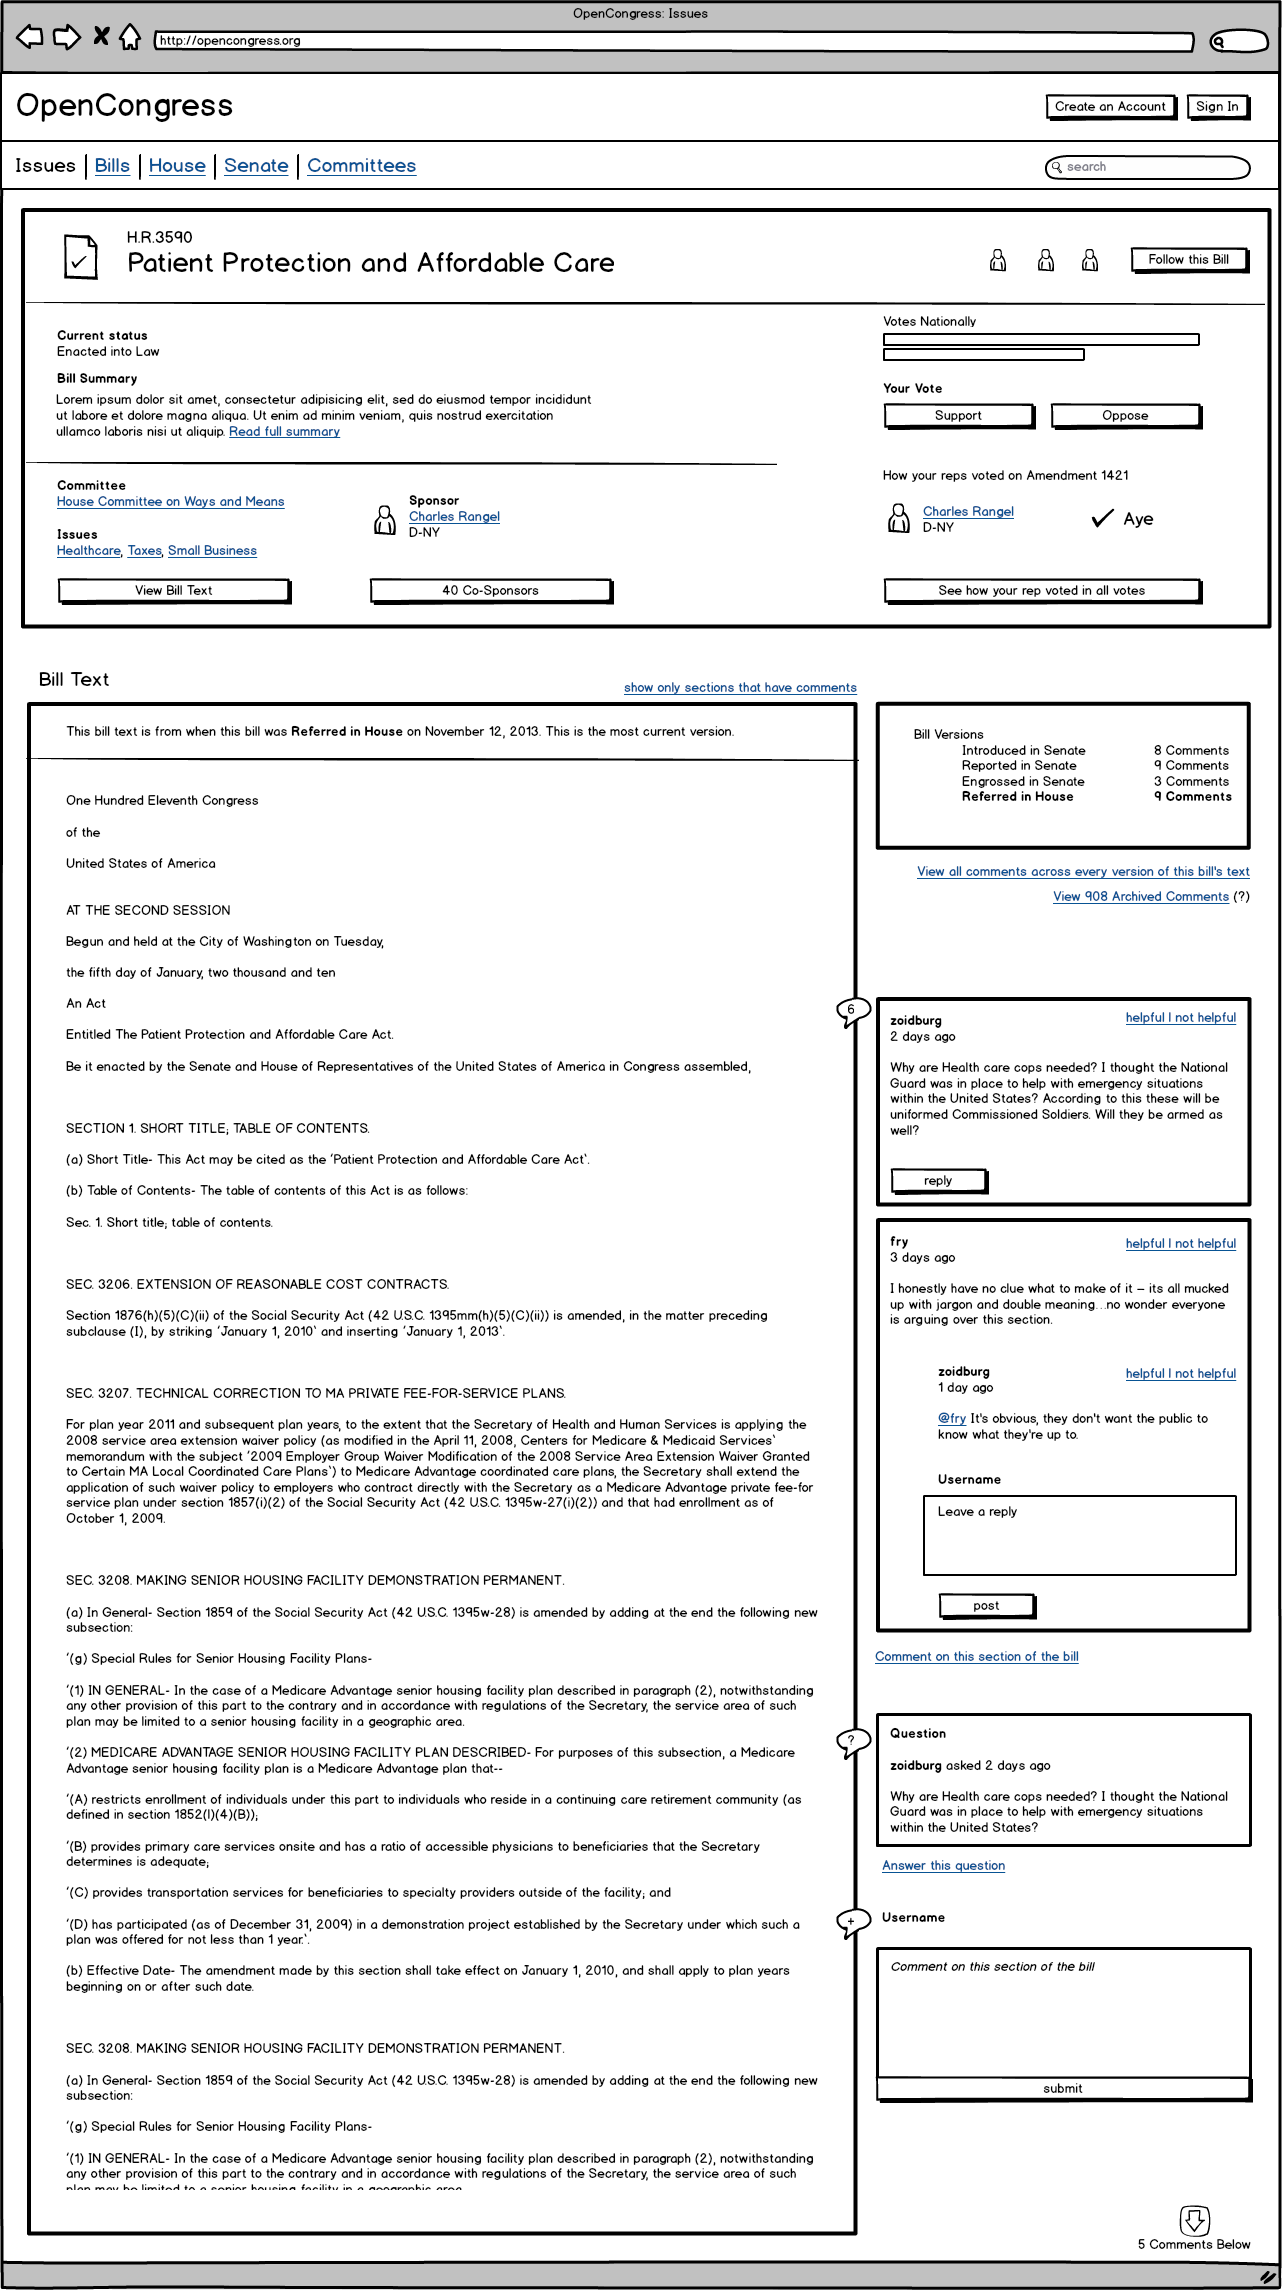 OpenCongress: Issues
http://opencongress.org
OpenCongress
Create an Account
Sign In
Issues | Bills | House | Senate | Committees
search
H.R.3590
Patient Protection and Affordable Care
Follow this Bill
Current status
Enacted into Law
Bill Summary
Lorem ipsum dolor sit amet, consectetur adipisicing elit, sed do eiusmod tempor incididunt
ut labore et dolore magna aliqua. Ut enim ad minim veniam, quis nostrud exercitation
ullamco laboris nisi ut aliquip. Read full summary
Votes Nationally
Your Vote
Support
Oppose
Committee
House Committee on Ways and Means
Issues
Healthcare, Taxes, Small Business
Sponsor
Charles Rangel
D-NY
How your reps voted on Amendment 1421
Charles Rangel
D-NY
Aye
View Bill Text
40 Co-Sponsors
See how your rep voted in all votes
Bill Text
show only sections that have comments
This bill text is from when this bill was Referred in House on November 12, 2013. This is the most current version.
One Hundred Eleventh Congress
of the
United States of America
AT THE SECOND SESSION
Begun and held at the City of Washington on Tuesday,
the fifth day of January, two thousand and ten
An Act
Entitled The Patient Protection and Affordable Care Act.
Be it enacted by the Senate and House of Representatives of the United States of America in Congress assembled,
SECTION 1. SHORT TITLE; TABLE OF CONTENTS.
(a) Short Title- This Act may be cited as the ‘Patient Protection and Affordable Care Act‘.
(b) Table of Contents- The table of contents of this Act is as follows:
Sec. 1. Short title; table of contents.
SEC. 3206. EXTENSION OF REASONABLE COST CONTRACTS.
Section 1876(h)(5)(C)(ii) of the Social Security Act (42 U.S.C. 1395mm(h)(5)(C)(ii)) is amended, in the matter preceding
subclause (I), by striking ‘January 1, 2010‘ and inserting ‘January 1, 2013‘.
SEC. 3207. TECHNICAL CORRECTION TO MA PRIVATE FEE-FOR-SERVICE PLANS.
For plan year 2011 and subsequent plan years, to the extent that the Secretary of Health and Human Services is applying the
2008 service area extension waiver policy (as modified in the April 11, 2008, Centers for Medicare & Medicaid Services‘
memorandum with the subject ‘2009 Employer Group Waiver Modification of the 2008 Service Area Extension Waiver Granted
to Certain MA Local Coordinated Care Plans‘) to Medicare Advantage coordinated care plans, the Secretary shall extend the
application of such waiver policy to employers who contract directly with the Secretary as a Medicare Advantage private fee-for
service plan under section 1857(i)(2) of the Social Security Act (42 U.S.C. 1395w-27(i)(2)) and that had enrollment as of
October 1, 2009.
SEC. 3208. MAKING SENIOR HOUSING FACILITY DEMONSTRATION PERMANENT.
(a) In General- Section 1859 of the Social Security Act (42 U.S.C. 1395w-28) is amended by adding at the end the following new
subsection:
‘(g) Special Rules for Senior Housing Facility Plans-
‘(1) IN GENERAL- In the case of a Medicare Advantage senior housing facility plan described in paragraph (2), notwithstanding
any other provision of this part to the contrary and in accordance with regulations of the Secretary, the service area of such
plan may be limited to a senior housing facility in a geographic area.
‘(2) MEDICARE ADVANTAGE SENIOR HOUSING FACILITY PLAN DESCRIBED- For purposes of this subsection, a Medicare
Advantage senior housing facility plan is a Medicare Advantage plan that--
‘(A) restricts enrollment of individuals under this part to individuals who reside in a continuing care retirement community (as
defined in section 1852(l)(4)(B));
‘(B) provides primary care services onsite and has a ratio of accessible physicians to beneficiaries that the Secretary
determines is adequate;
‘(C) provides transportation services for beneficiaries to specialty providers outside of the facility; and
‘(D) has participated (as of December 31, 2009) in a demonstration project established by the Secretary under which such a
plan was offered for not less than 1 year.‘.
(b) Effective Date- The amendment made by this section shall take effect on January 1, 2010, and shall apply to plan years
beginning on or after such date.
SEC. 3208. MAKING SENIOR HOUSING FACILITY DEMONSTRATION PERMANENT.
(a) In General- Section 1859 of the Social Security Act (42 U.S.C. 1395w-28) is amended by adding at the end the following new
subsection:
‘(g) Special Rules for Senior Housing Facility Plans-
‘(1) IN GENERAL- In the case of a Medicare Advantage senior housing facility plan described in paragraph (2), notwithstanding
any other provision of this part to the contrary and in accordance with regulations of the Secretary, the service area of such
plan may be limited to a senior housing facility in a geographic area.
Bill Versions
Introduced in Senate 8 Comments
Reported in Senate 9 Comments
Engrossed in Senate 3 Comments
Referred in House 9 Comments
View all comments across every version of this bill's text
View 908 Archived Comments (?)
6
zoidburg
helpful I not helpful
2 days ago
Why are Health care cops needed? I thought the National
Guard was in place to help with emergency situations
within the United States? According to this these will be
uniformed Commissioned Soldiers. Will they be armed as
well?
reply
fry
helpful I not helpful
3 days ago
I honestly have no clue what to make of it – its all mucked
up with jargon and double meaning...no wonder everyone
is arguing over this section.
zoidburg
helpful I not helpful
1 day ago
@fry It's obvious, they don't want the public to
know what they're up to.
Username
Leave a reply
post
Comment on this section of the bill
?
Question
zoidburg asked 2 days ago
Why are Health care cops needed? I thought the National
Guard was in place to help with emergency situations
within the United States?
Answer this question
+
Username
Comment on this section of the bill
submit
5 Comments Below